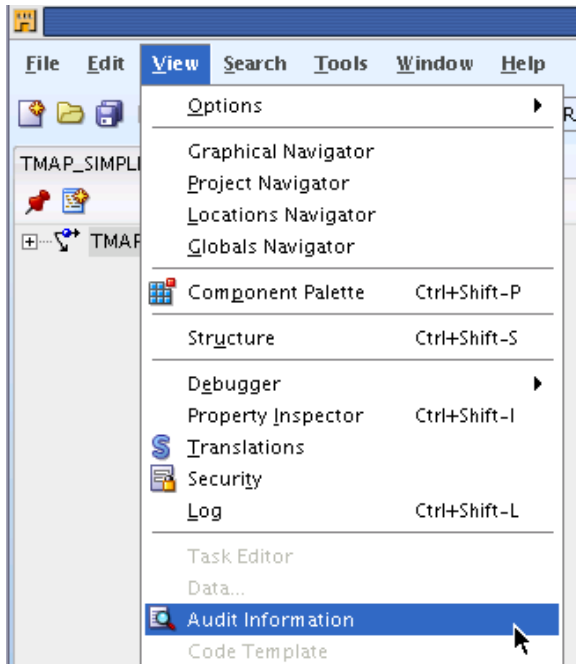 File Edit View Search Tools Window Help
Options
TMAP_SIMPL
Graphical Navigator
Project Navigator
Locations Navigator
TMAP
Globals Navigator
Component Palette Ctrl+Shift-P
Structure Ctrl+Shift-S
Debugger
Property Inspector Ctrl+Shift-I
Translations
Security
Log Ctrl+Shift-L
Task Editor
Data...
Audit Information
Code Template